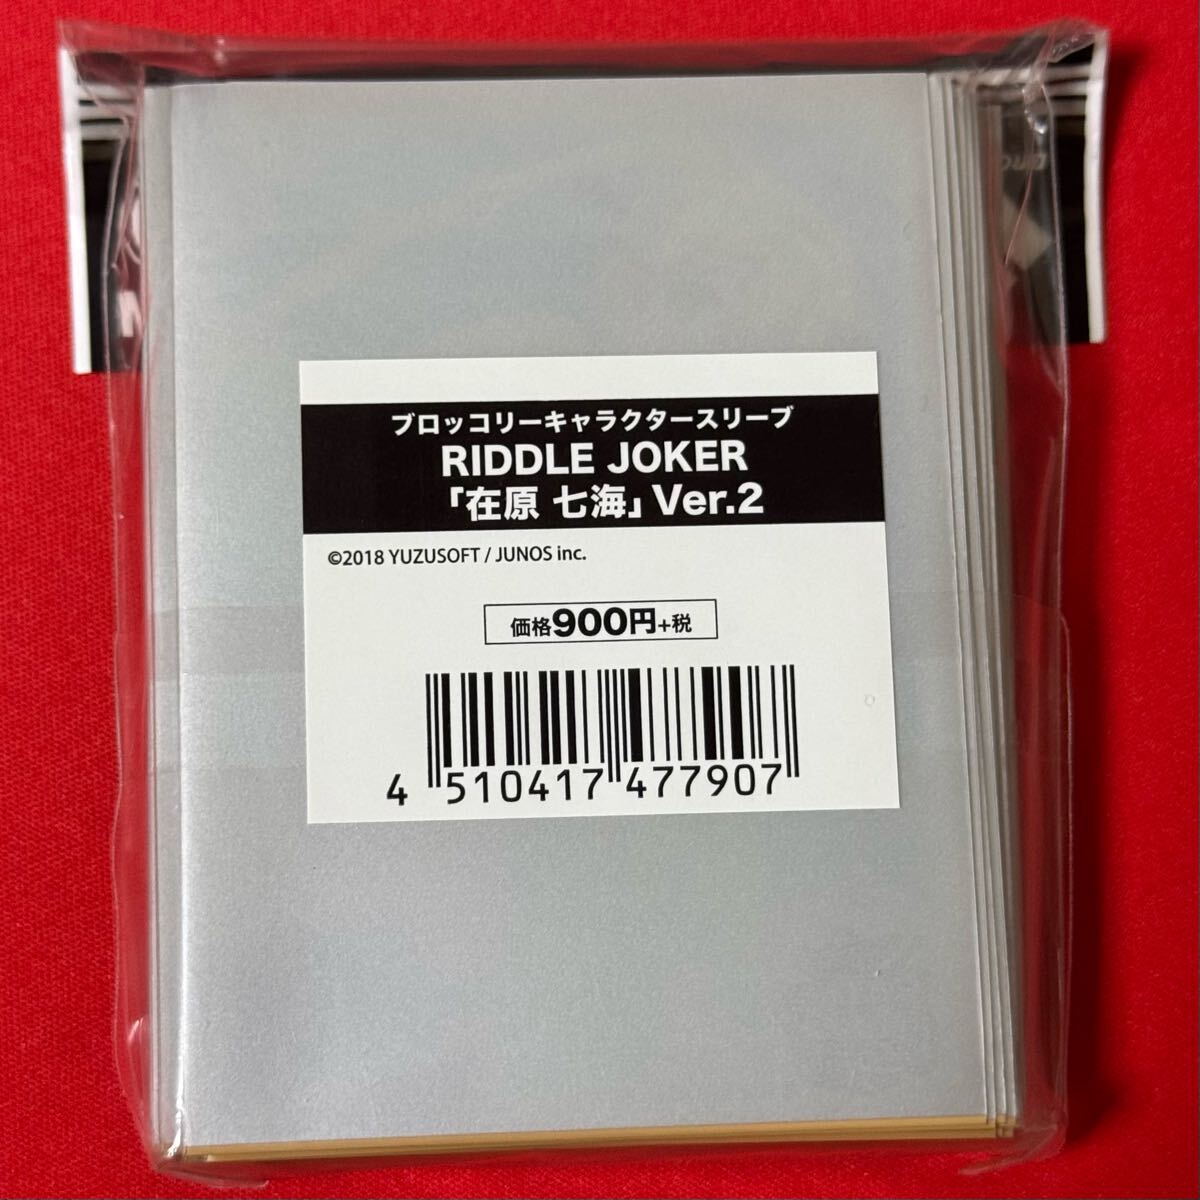 ブロッコリーキャラクタースリーブ
RIDDLE JOKER
「在原 七海」Ver.2
©2018 YUZUSOFT / JUNOS inc.
価格900円+税
4 510417 477907